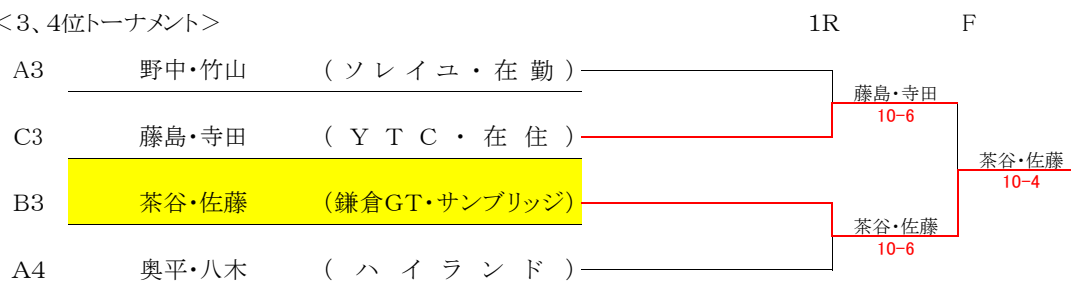 <3、4位トーナメント> 1R F
A3 野中・竹山 (ソレイユ・在勤)
藤島・寺田
10-6
C3 藤島・寺田 (YTC・在住)
茶谷・佐藤
10-4
B3 茶谷・佐藤 (鎌倉GT・サンブリッジ)
茶谷・佐藤
10-6
A4 奥平・八木 (ハイランド)